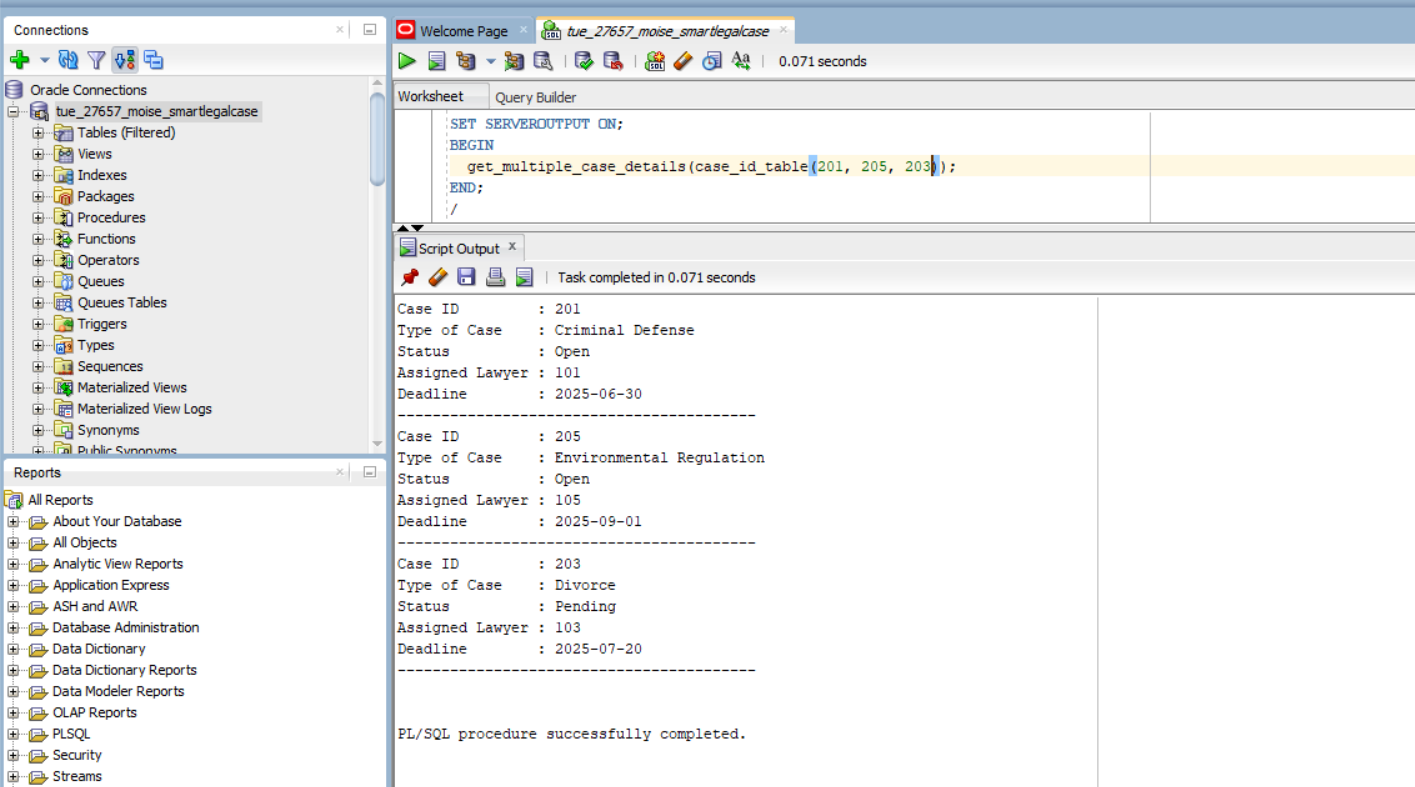 Connections
Oracle Connections
tue_27657_moise_smartlegalcase
Tables (Filtered)
Views
Indexes
Packages
Procedures
Functions
Operators
Queues
Queues Tables
Triggers
Types
Sequences
Materialized Views
Materialized View Logs
Synonyms
Public Synonyms
Reports
All Reports
About Your Database
All Objects
Analytic View Reports
Application Express
ASH and AWR
Database Administration
Data Dictionary
Data Dictionary Reports
Data Modeler Reports
OLAP Reports
PLSQL
Security
Streams
Welcome Page
tue_27657_moise_smartlegalcase
0.071 seconds
Worksheet Query Builder
SET SERVEROUTPUT ON;
BEGIN
get_multiple_case_details(case_id_table(201, 205, 203));
END;
/
Script Output
Task completed in 0.071 seconds
Case ID : 201
Type of Case : Criminal Defense
Status : Open
Assigned Lawyer : 101
Deadline : 2025-06-30
-----------------------------------------
Case ID : 205
Type of Case : Environmental Regulation
Status : Open
Assigned Lawyer : 105
Deadline : 2025-09-01
-----------------------------------------
Case ID : 203
Type of Case : Divorce
Status : Pending
Assigned Lawyer : 103
Deadline : 2025-07-20
-----------------------------------------
PL/SQL procedure successfully completed.